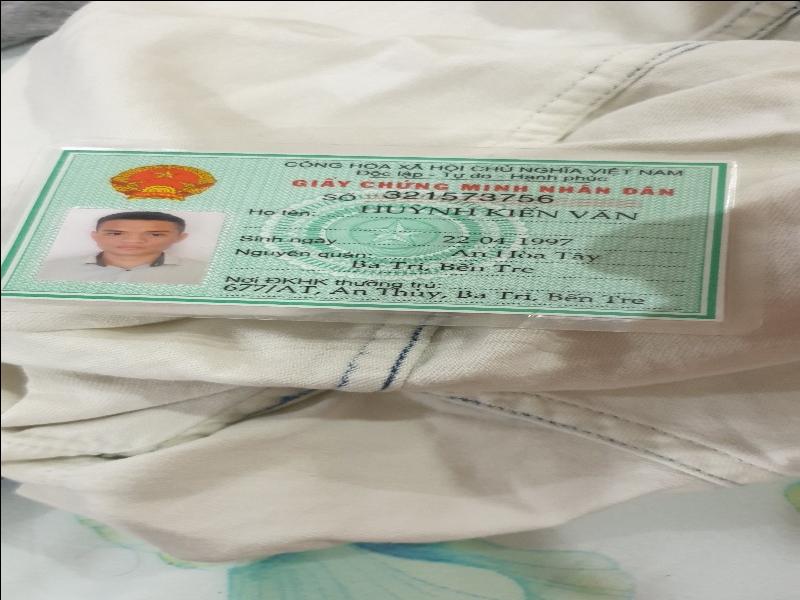 CỘNG HÒA XÃ HỘI CHỦ NGHĨA VIỆT NAM
Độc lập - Tự do - Hạnh phúc
GIẤY CHỨNG MINH NHÂN DÂN
SỐ 321573756
Họ tên: HUỲNH KIẾN VĂN
Sinh ngày 22-04-1997
Nguyên quán: An Hòa Tây
Ba Tri, Bến Tre
Nơi ĐKHK thường trú:
677/AT, An Thủy, Ba Tri, Bến Tre